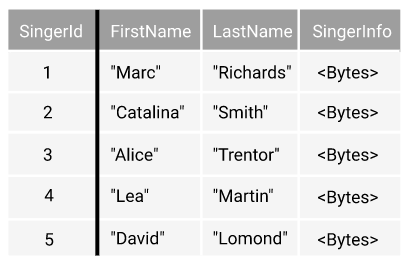 SingerId FirstName LastName SingerInfo
1 "Marc" "Richards" <Bytes>
2 "Catalina" "Smith" <Bytes>
3 "Alice" "Trentor" <Bytes>
4 "Lea" "Martin" <Bytes>
5 "David" "Lomond" <Bytes>